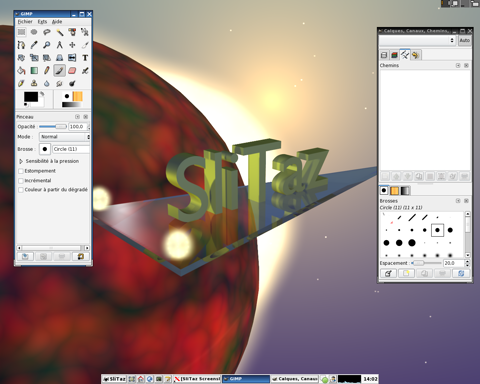 GIMP
Fichier Exts Aide
Pinceau
Opacité : 100,0
Mode : Normal
Brosse : Circle (11)
Sensibilité à la pression
Estompement
Incrémental
Couleur à partir du dégradé
SliTaz
Calques, Canaux, Chemins,
Auto
Chemins
Brosses
Circle (11) (11 x 11)
Espacement : 20,0
SliTaz
[SliTaz Screensh
GIMP
Calques, Canaux
14:02